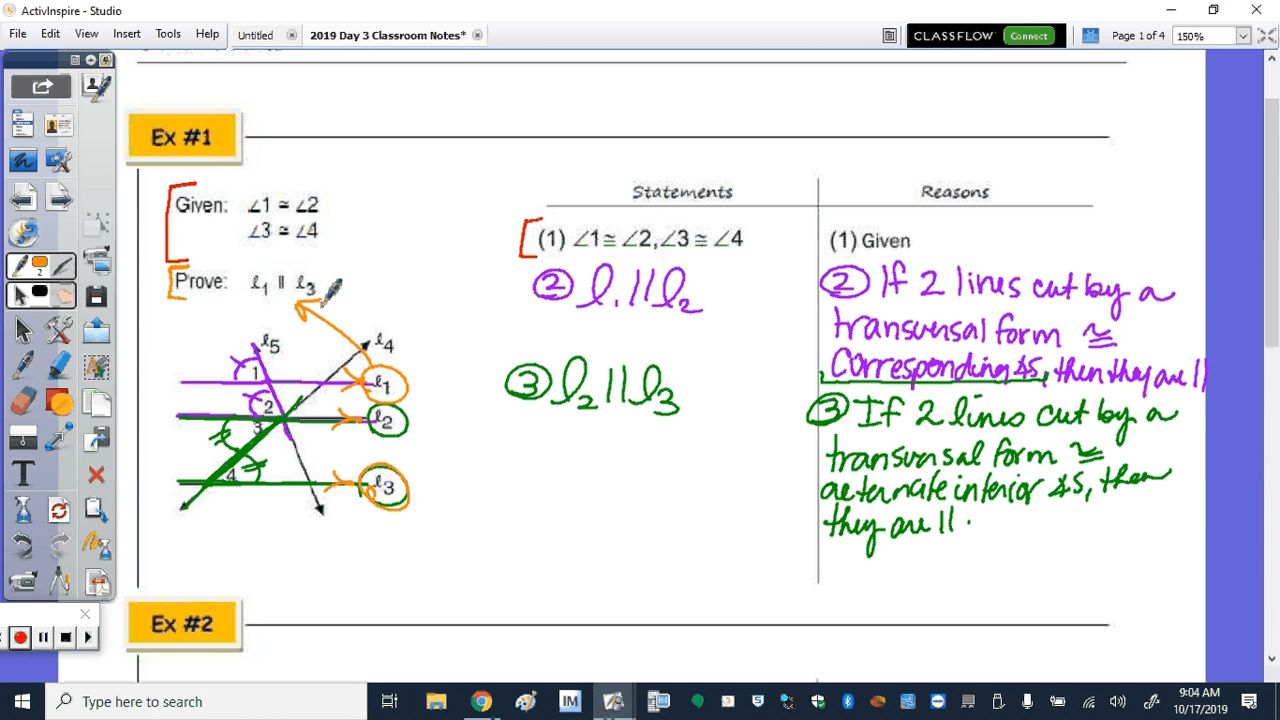 ActivInspire - Studio
File Edit View Insert Tools Help
Untitled
2019 Day 3 Classroom Notes*
CLASSFLOW Connect
Page 1 of 4
150%
Ex #1
Given: ∠1 ≅ ∠2
∠3 ≅ ∠4
Prove: ℓ1 ∥ ℓ3
Statements
Reasons
(1) ∠1 ≅ ∠2, ∠3 ≅ ∠4
(1) Given
② ℓ1 // ℓ2
② If 2 lines cut by a
transversal form ≅
corresponding ∡s, then they are ||
③ ℓ2 // ℓ3
③ If 2 lines cut by a
transversal form ≅
alternate interior ∡s, then
they are ||.
ℓ5
ℓ4
1
ℓ1
2
ℓ2
3
4
ℓ3
Ex #2
2
T
Type here to search
IM
5
9:04 AM
10/17/2019